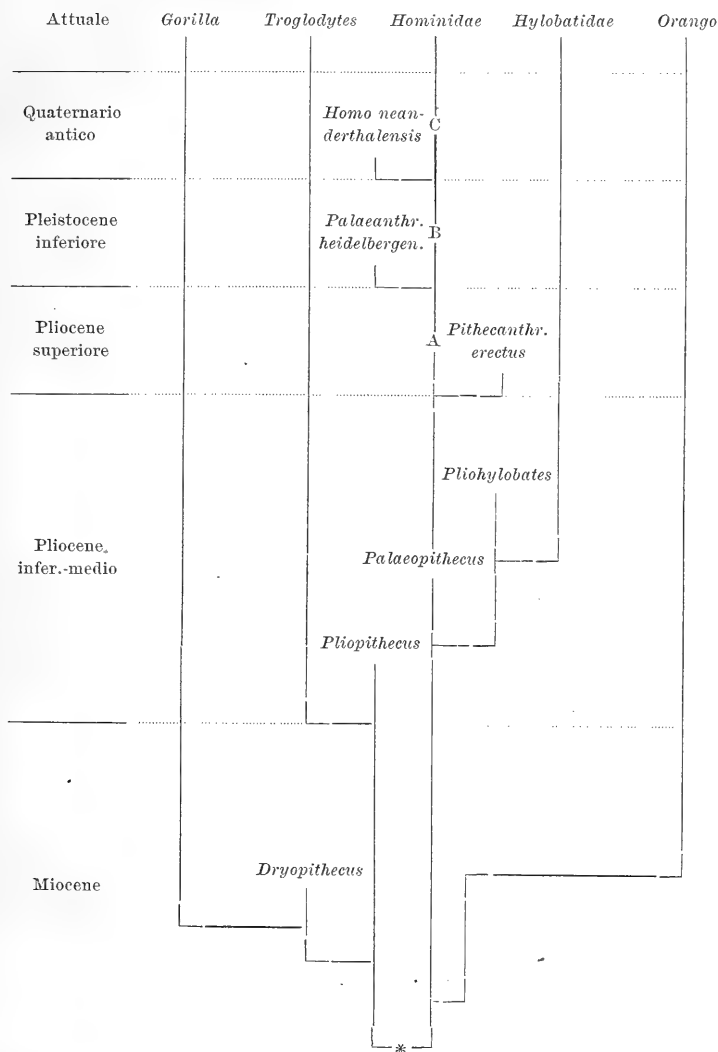 Attuale Gorilla Troglodytes Hominidae Hylobatidae Orango
Quaternario
antico
Homo nean-
derthalensis
C
Pleistocene
inferiore
Palaeanthr.
heidelbergen.
B
Pliocene
superiore
A
Pithecanthr.
erectus
Pliohylobates
Pliocene
infer.-medio
Palaeopithecus
Pliopithecus
Miocene
Dryopithecus
*